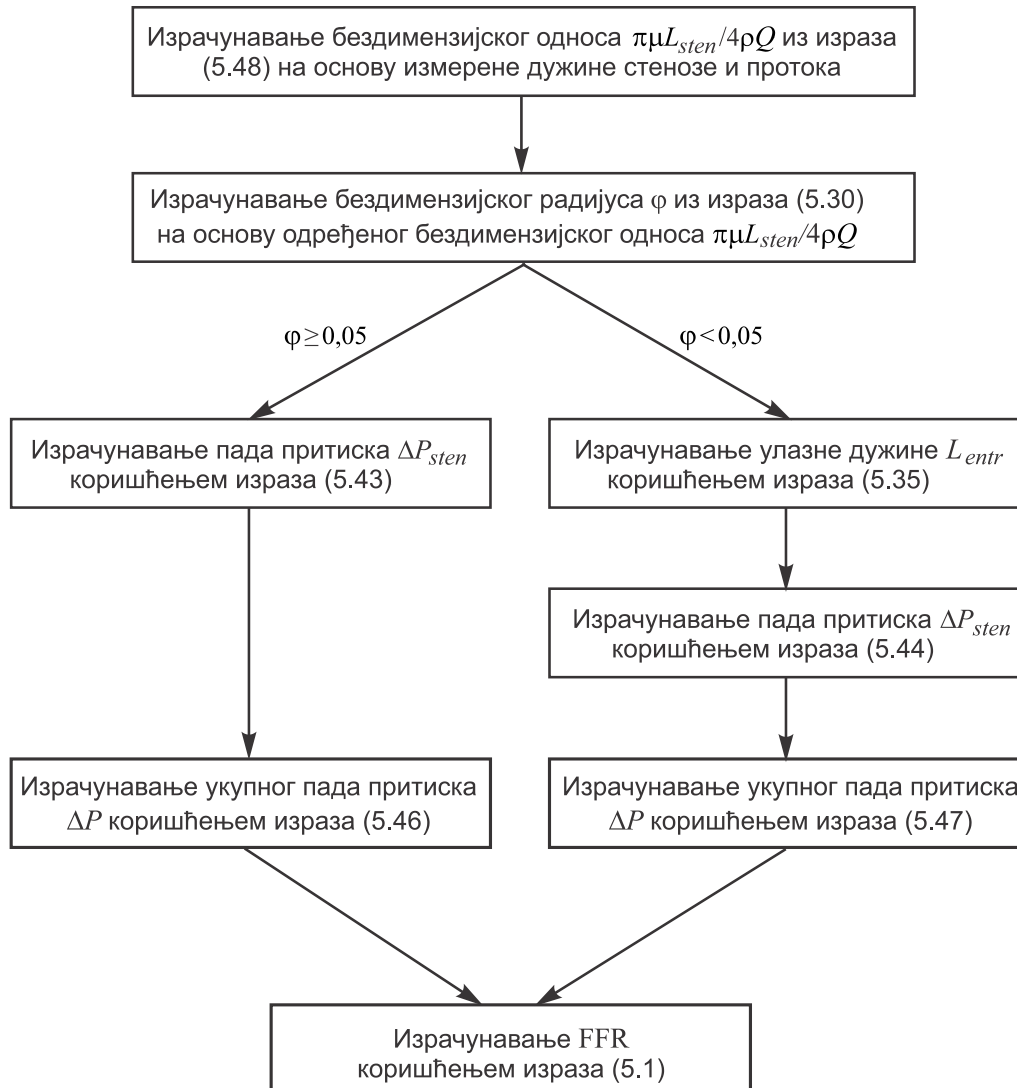 Израчунавање бездимензијског односа πμL_sten/4ρQ из израза
(5.48) на основу измерене дужине стенозе и протока
Израчунавање бездимензијског радијуса φ из израза (5.30)
на основу одређеног бездимензијског односа πμL_sten/4ρQ
φ≥0,05
φ<0,05
Израчунавање пада притиска ΔP_sten
коришћењем израза (5.43)
Израчунавање улазне дужине L_entr
коришћењем израза (5.35)
Израчунавање пада притиска ΔP_sten
коришћењем израза (5.44)
Израчунавање укупног пада притиска
ΔP коришћењем израза (5.46)
Израчунавање укупног пада притиска
ΔP коришћењем израза (5.47)
Израчунавање FFR
коришћењем израза (5.1)